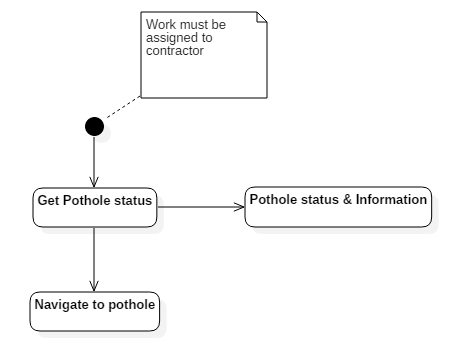 Work must be
assigned to
contractor
Get Pothole status
Pothole status & Information
Navigate to pothole